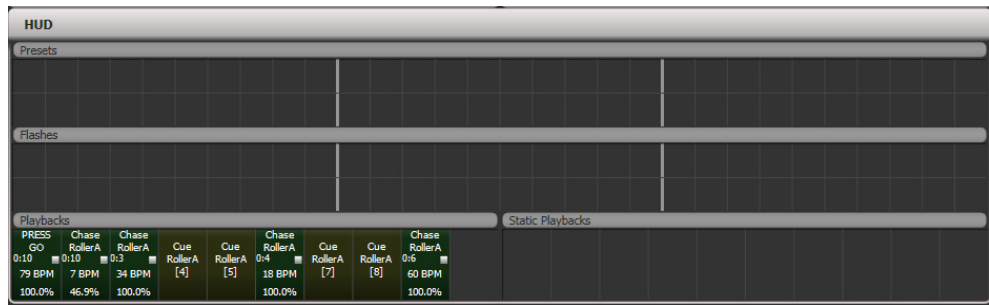 HUD
Presets
Flashes
Playbacks
Static Playbacks
PRESS
GO
0:10
79 BPM
100.0%
Chase
RollerA
0:10
7 BPM
46.9%
Chase
RollerA
0:3
34 BPM
100.0%
Cue
RollerA
[4]
Cue
RollerA
[5]
Chase
RollerA
0:4
18 BPM
100.0%
Cue
RollerA
[7]
Cue
RollerA
[8]
Chase
RollerA
0:6
60 BPM
100.0%